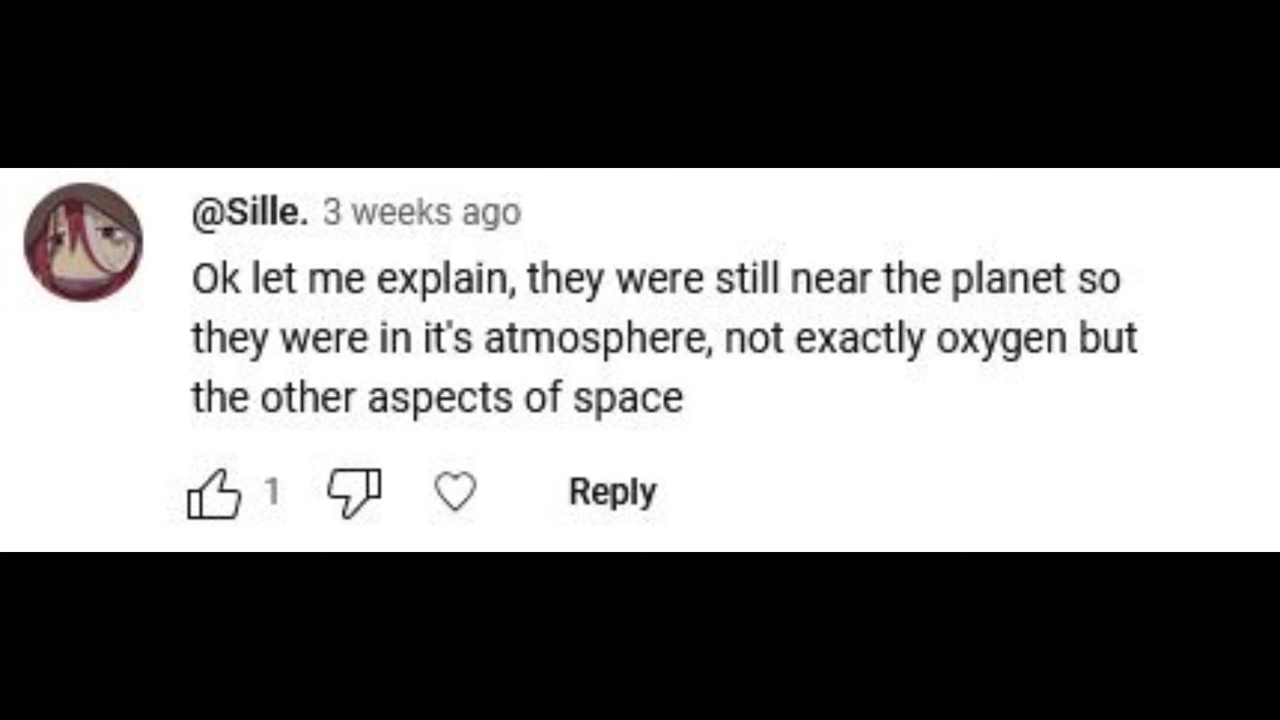 @Sille. 3 weeks ago
Ok let me explain, they were still near the planet so
they were in it's atmosphere, not exactly oxygen but
the other aspects of space
1 Reply